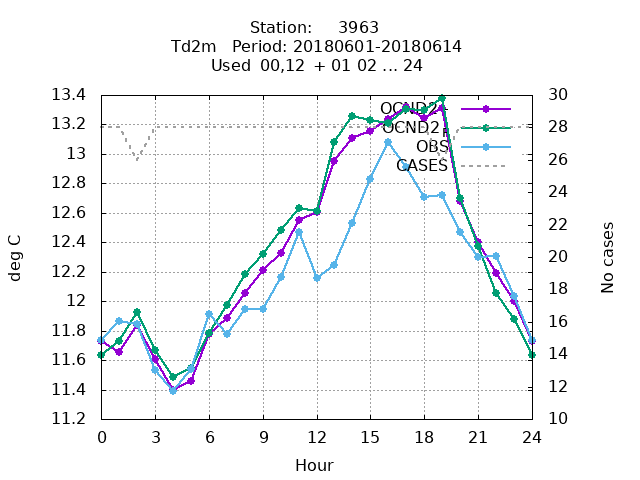 Station: 3963
Td2m Period: 20180601-20180614
Used 00,12 + 01 02 ... 24
13.4
13.2
13
12.8
12.6
12.4
12.2
12
11.8
11.6
11.4
11.2
30
28
26
24
22
20
18
16
14
12
10
0 3 6 9 12 15 18 21 24
deg C
No cases
Hour
OBS
CASES